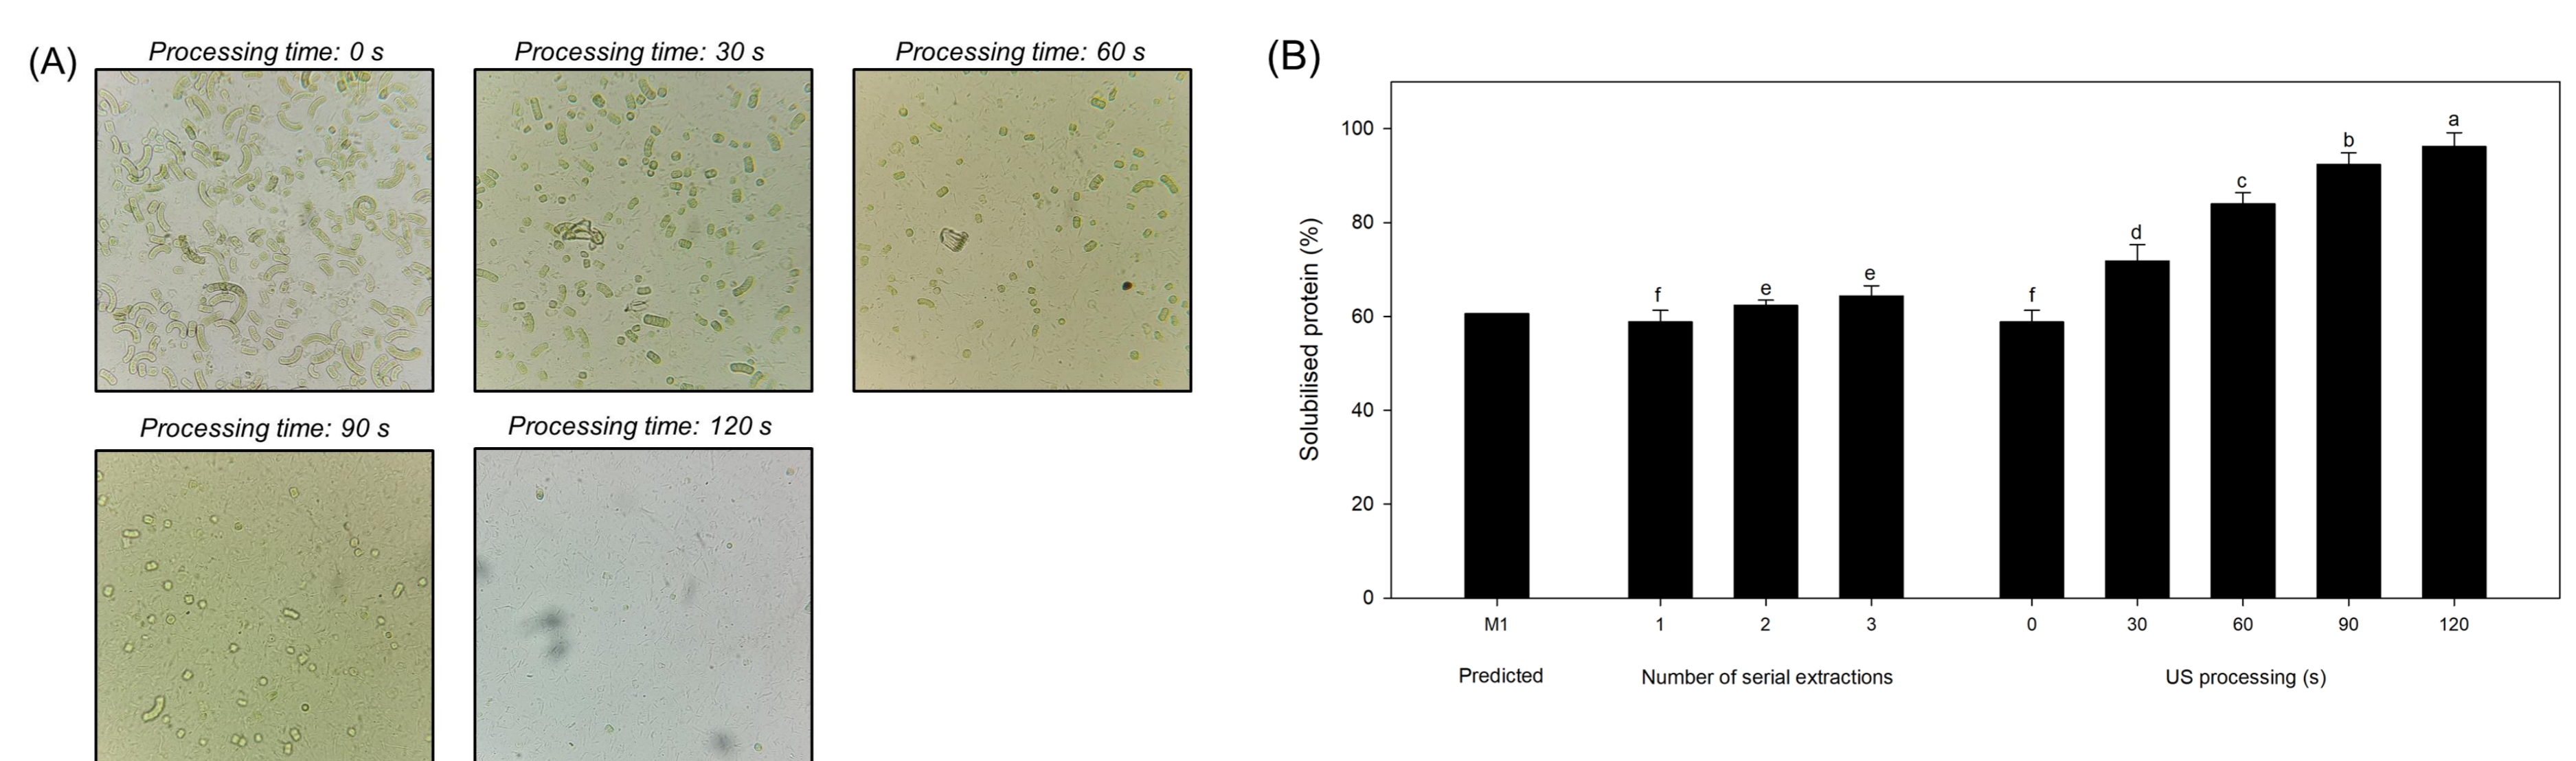 (A)
Processing time: 0 s
Processing time: 30 s
Processing time: 60 s
Processing time: 90 s
Processing time: 120 s
(B)
Solubilised protein (%)
100
80
60
40
20
0
f
e
e
f
d
c
b
a
M1
1
2
3
0
30
60
90
120
Predicted
Number of serial extractions
US processing (s)